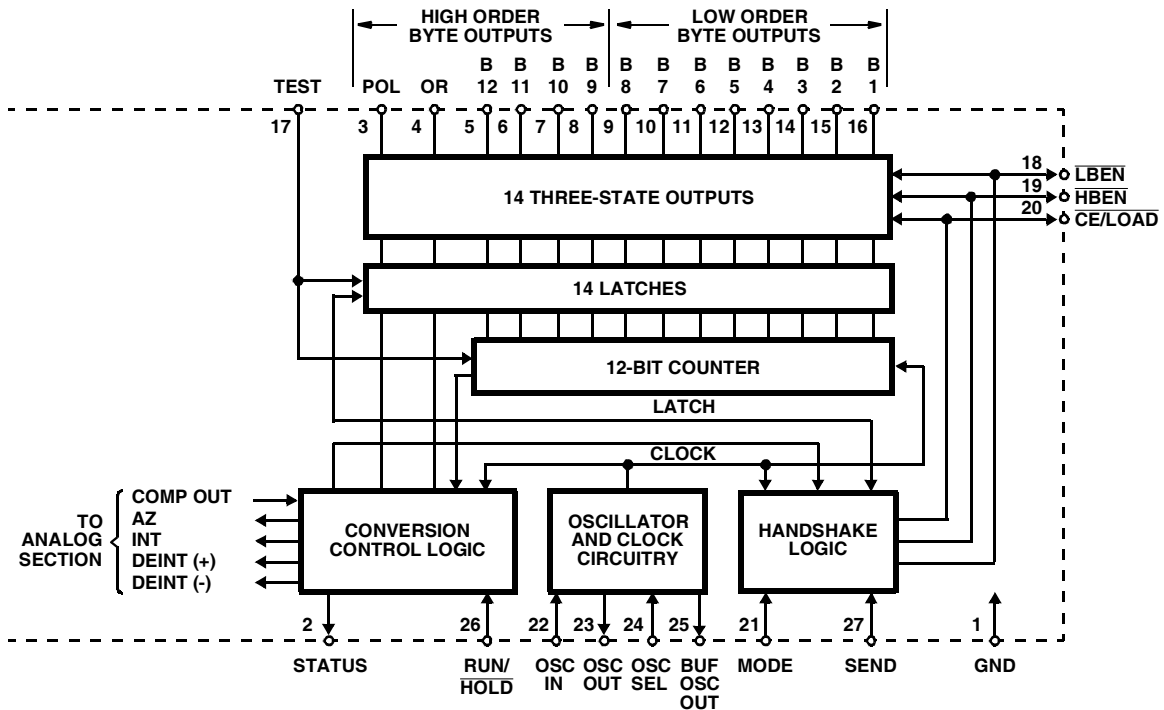 HIGH ORDER
BYTE OUTPUTS
LOW ORDER
BYTE OUTPUTS
B B B B B B B B B B B B
TEST POL OR 12 11 10 9 8 7 6 5 4 3 2 1
17 3 4 5 6 7 8 9 10 11 12 13 14 15 16
14 THREE-STATE OUTPUTS
18 LBEN
19 HBEN
20 CE/LOAD
14 LATCHES
12-BIT COUNTER
LATCH
CLOCK
TO
ANALOG
SECTION
COMP OUT
AZ
INT
DEINT (+)
DEINT (-)
CONVERSION
CONTROL LOGIC
OSCILLATOR
AND CLOCK
CIRCUITRY
HANDSHAKE
LOGIC
2 26 22 23 24 25 21 27 1
STATUS
RUN/
HOLD
OSC
IN
OSC
OUT
OSC
SEL
BUF
OSC
OUT
MODE
SEND
GND